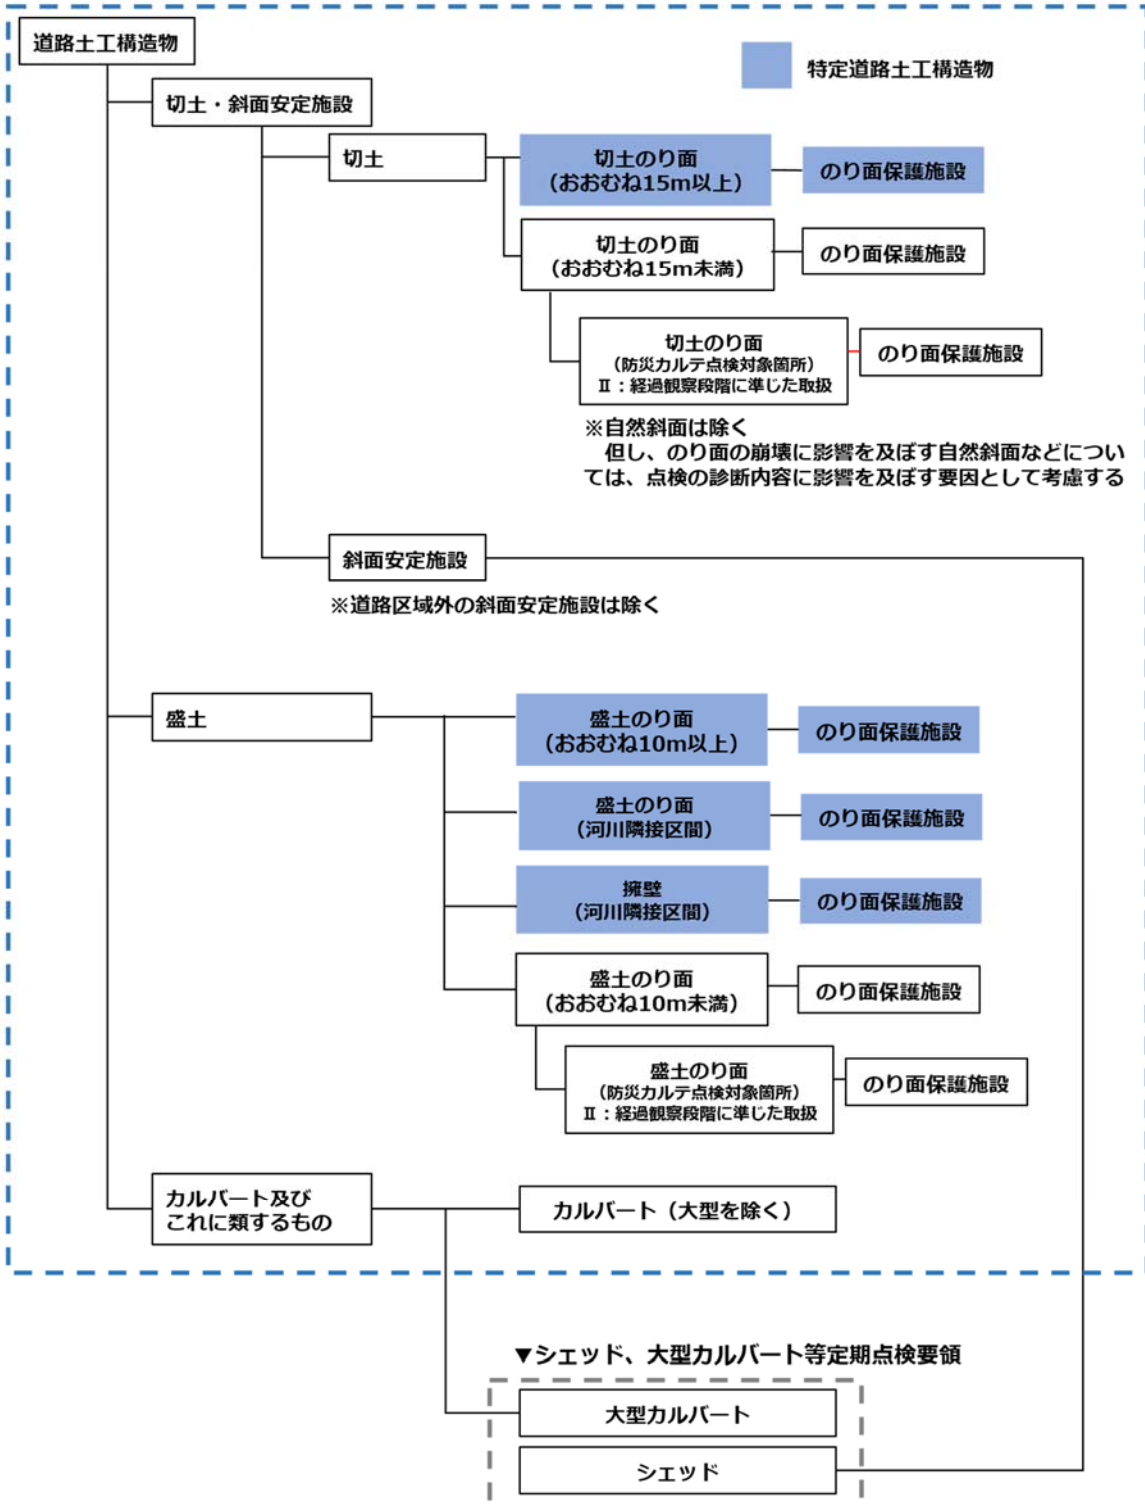 道路土工構造物
特定道路土工構造物
切土・斜面安定施設
切土
切土のり面
（おおむね15m以上）
のり面保護施設
切土のり面
（おおむね15m未満）
のり面保護施設
切土のり面
（防災カルテ点検対象箇所）
Ⅱ：経過観察段階に準じた取扱
のり面保護施設
※自然斜面は除く
但し、のり面の崩壊に影響を及ぼす自然斜面などについ
ては、点検の診断内容に影響を及ぼす要因として考慮する
斜面安定施設
※道路区域外の斜面安定施設は除く
盛土
盛土のり面
（おおむね10m以上）
のり面保護施設
盛土のり面
（河川隣接区間）
のり面保護施設
擁壁
（河川隣接区間）
のり面保護施設
盛土のり面
（おおむね10m未満）
のり面保護施設
盛土のり面
（防災カルテ点検対象箇所）
Ⅱ：経過観察段階に準じた取扱
のり面保護施設
カルバート及び
これに類するもの
カルバート（大型を除く）
▼シェッド、大型カルバート等定期点検要領
大型カルバート
シェッド